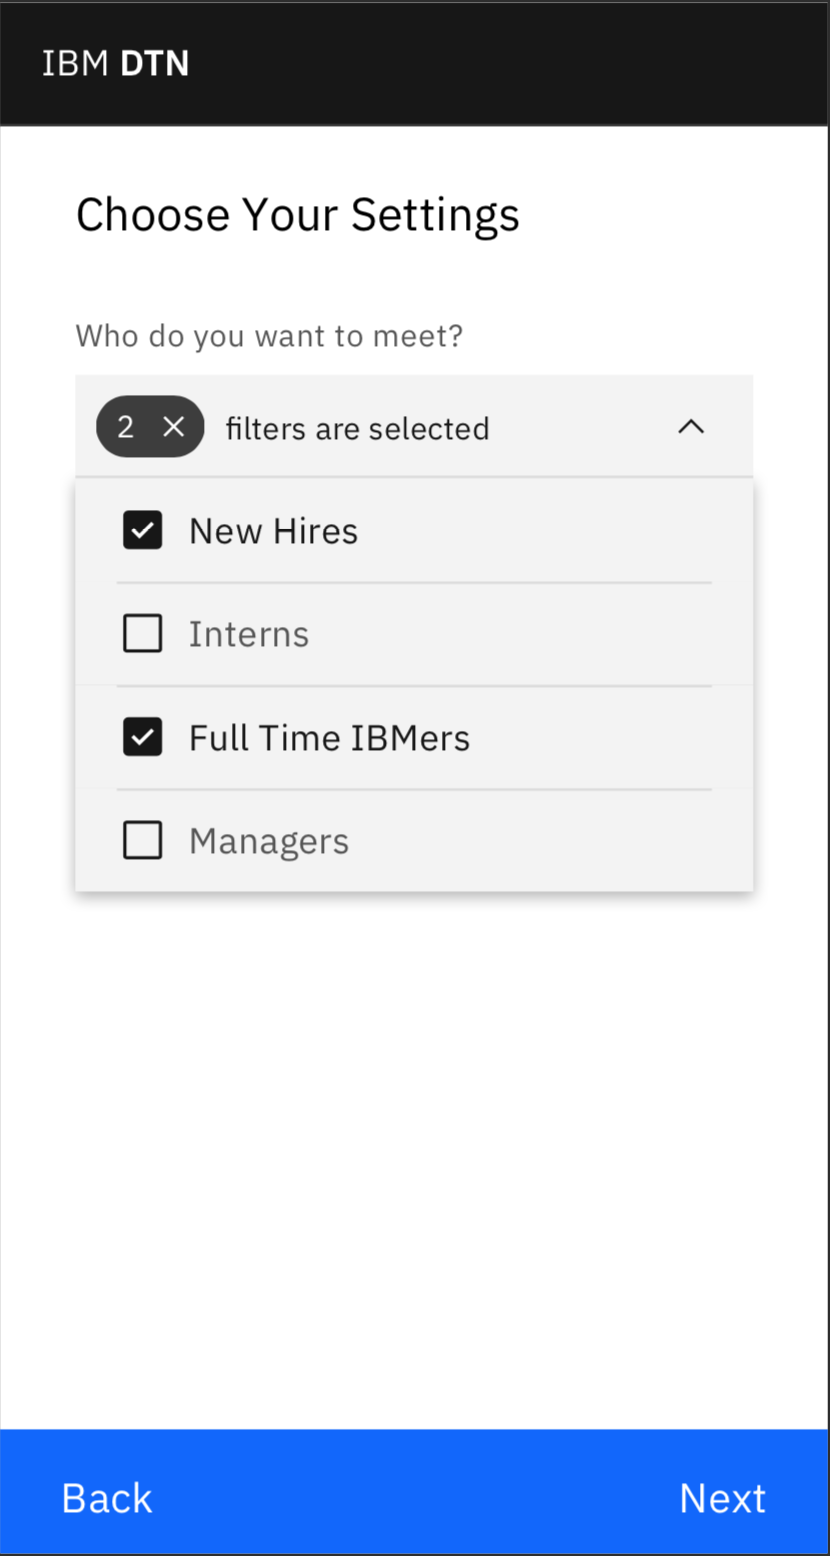 IBM DTN
Choose Your Settings
Who do you want to meet?
2 filters are selected
New Hires
Interns
Full Time IBMers
Managers
Back Next